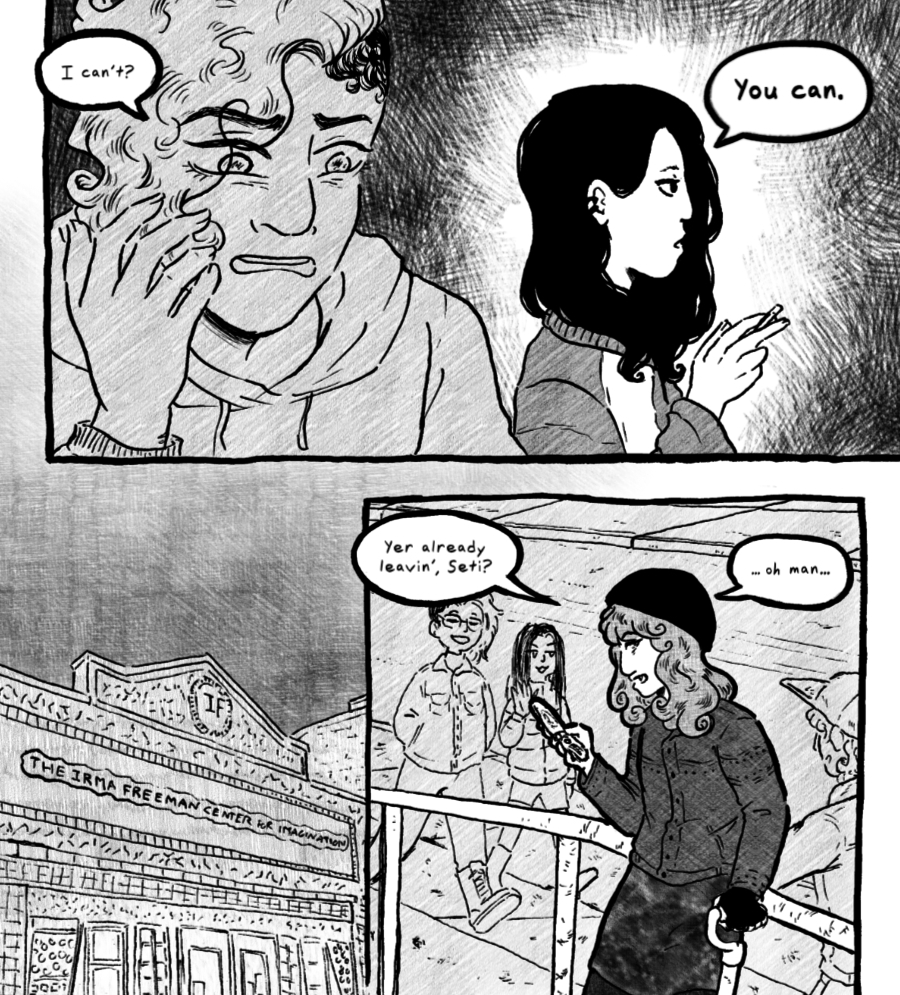 I can't?
You can.
Yer already
leavin', Seti?
... oh man...
IF
THE IRMA FREEMAN CENTER for IMAGINATION